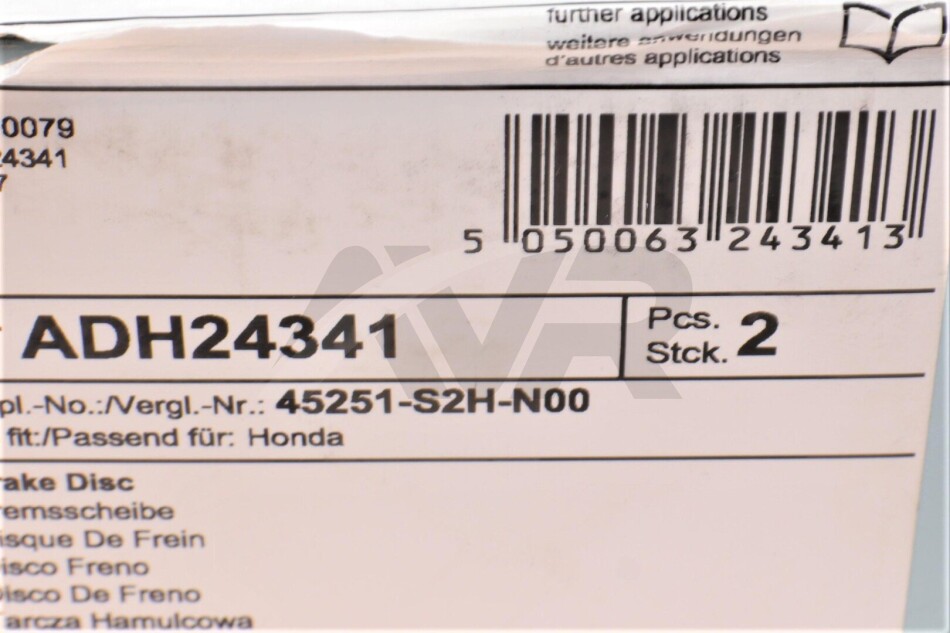 further applications
weitere anwendungen
d'autres applications
0079
24341
7
5 050063 243413
AVR
ADH24341
Pcs.
Stck. 2
pl.-No.:/Vergl.-Nr.: 45251-S2H-N00
fit:/Passend für: Honda
rake Disc
remsscheibe
isque De Frein
isco Freno
isco De Freno
arcza Hamulcowa